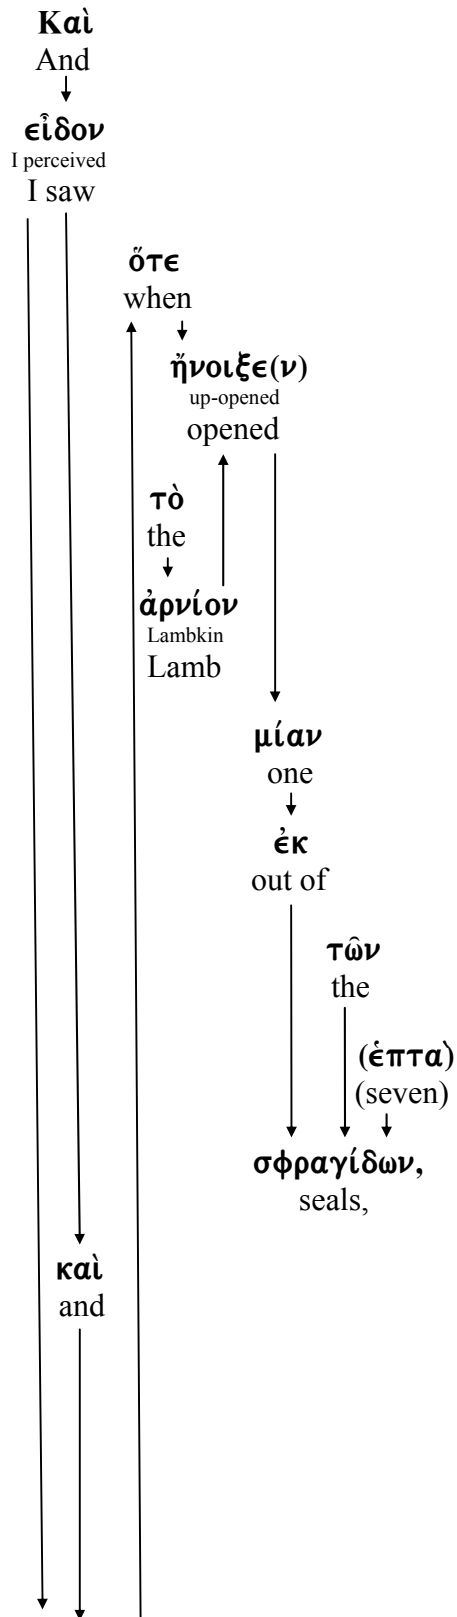 Καὶ
And
εἶδον
I perceived
I saw
ὅτε
when
ἤνοιξε(ν)
up-opened
opened
τὸ
the
ἀρνίον
Lambkin
Lamb
μίαν
one
ἐκ
out of
τῶν
the
(ἑπτὰ)
(seven)
σφραγίδων,
seals,
καὶ
and